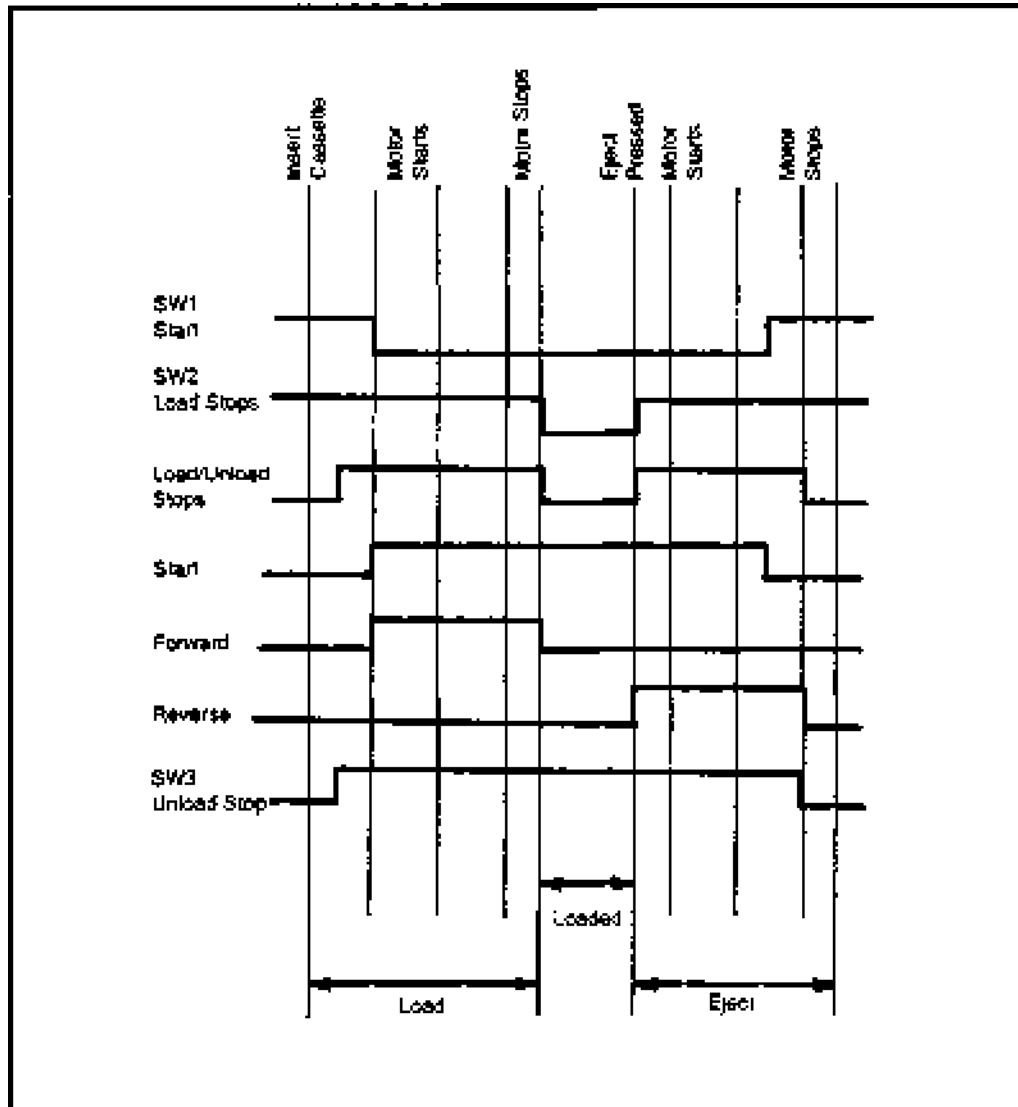 Insert
Cassette
Motor
Starts
Motor Stops
Eject
Pressed
Motor
Starts
Motor
Stops
SW1
Start
SW2
Load Stops
Load/Unload
Stops
Start
Forward
Reverse
SW3
Unload Stop
Loaded
Load
Eject